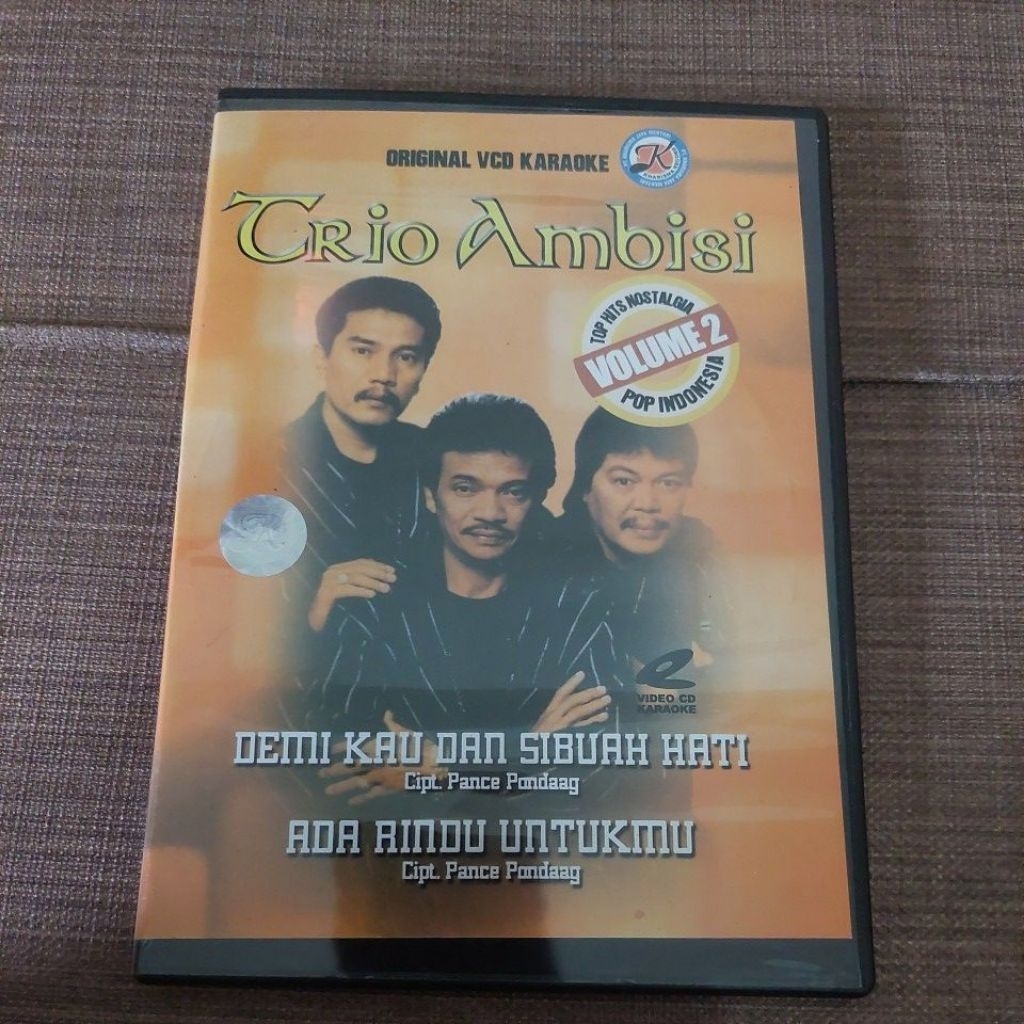 ORIGINAL VCD KARAOKE
K
KHARISMA
Trio Ambisi
TOP HITS NOSTALGIA
VOLUME 2
POP INDONESIA
VIDEO CD
KARAOKE
DEMI KAU DAN SIBUAH HATI
Cipt. Pance Pondaag
ADA RINDU UNTUKMU
Cipt. Pance Pondaag